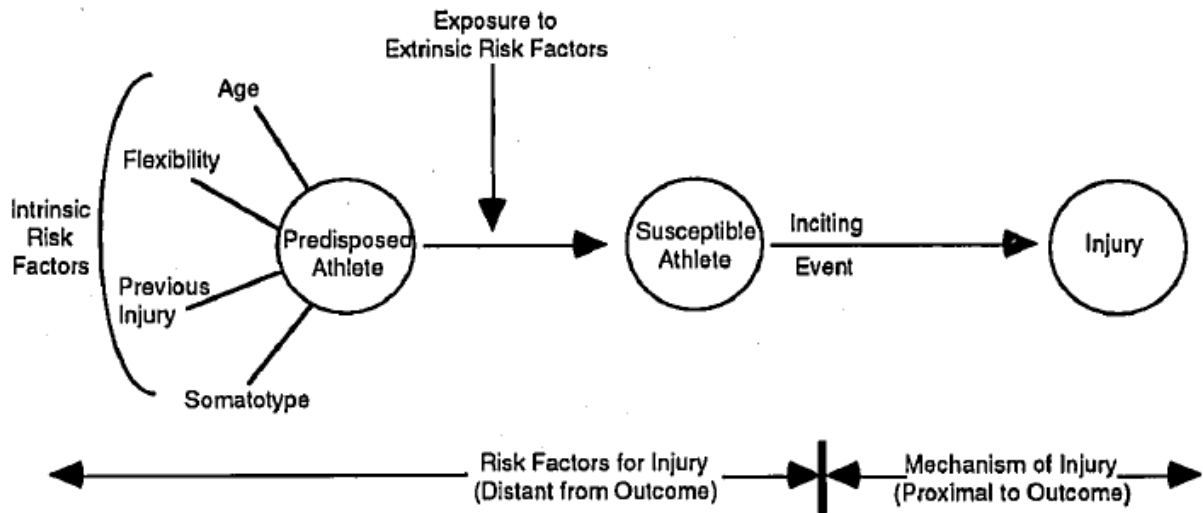 Exposure to
Extrinsic Risk Factors
Age
Flexibility
Intrinsic
Risk
Factors
Previous
Injury
Somatotype
Predisposed
Athlete
Susceptible
Athlete
Inciting
Event
Injury
Risk Factors for Injury
(Distant from Outcome)
Mechanism of Injury
(Proximal to Outcome)